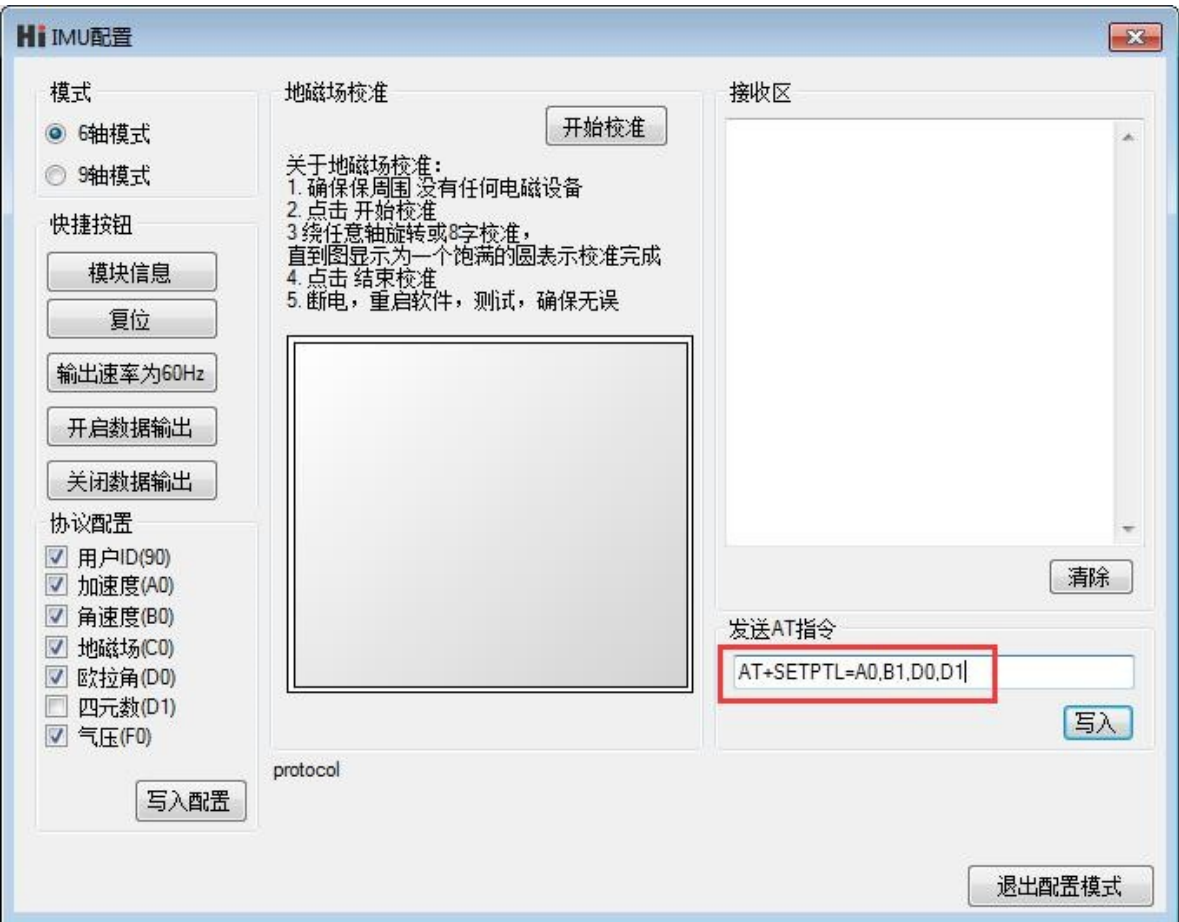 Hi IMU配置
模式
6轴模式
9轴模式
快捷按钮
模块信息
复位
输出速率为60Hz
开启数据输出
关闭数据输出
协议配置
用户ID(90)
加速度(A0)
角速度(B0)
地磁场(C0)
欧拉角(D0)
四元数(D1)
气压(F0)
写入配置
地磁场校准
开始校准
关于地磁场校准：
1. 确保保周围 没有任何电磁设备
2. 点击 开始校准
3 绕任意轴旋转或8字校准，
直到图显示为一个饱满的圆表示校准完成
4. 点击 结束校准
5. 断电，重启软件，测试，确保无误
protocol
接收区
清除
发送AT指令
AT+SETPTL=A0,B1,D0,D1
写入
退出配置模式